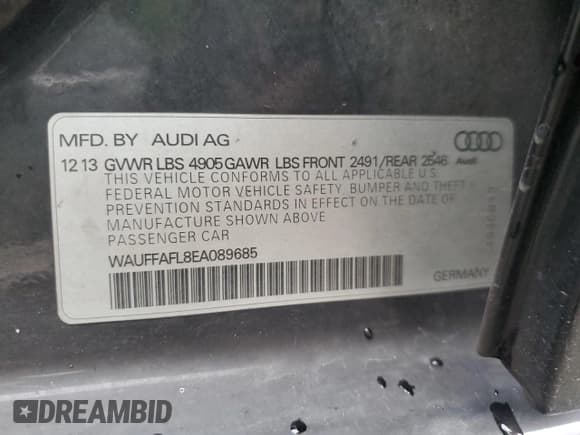 MFD. BY AUDI AG
12 13 GVWR LBS 4905 GAWR LBS FRONT 2491/REAR 2546 Audi
THIS VEHICLE CONFORMS TO ALL APPLICABLE U.S.
FEDERAL MOTOR VEHICLE SAFETY, BUMPER AND THEFT
PREVENTION STANDARDS IN EFFECT ON THE DATE OF
MANUFACTURE SHOWN ABOVE
PASSENGER CAR
WAUFFAFL8EA089685
GERMANY
DREAMBID